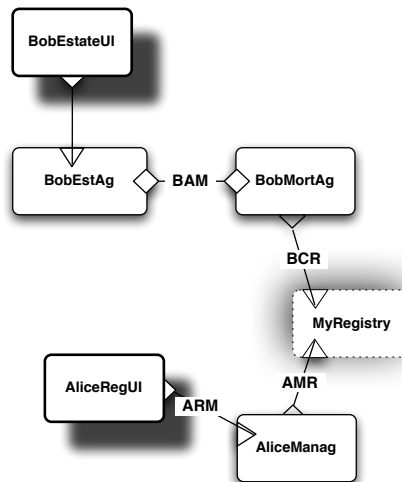 BobEstateUI
BobEstAg
BAM
BobMortAg
BCR
MyRegistry
AliceRegUI
ARM
AMR
AliceManag